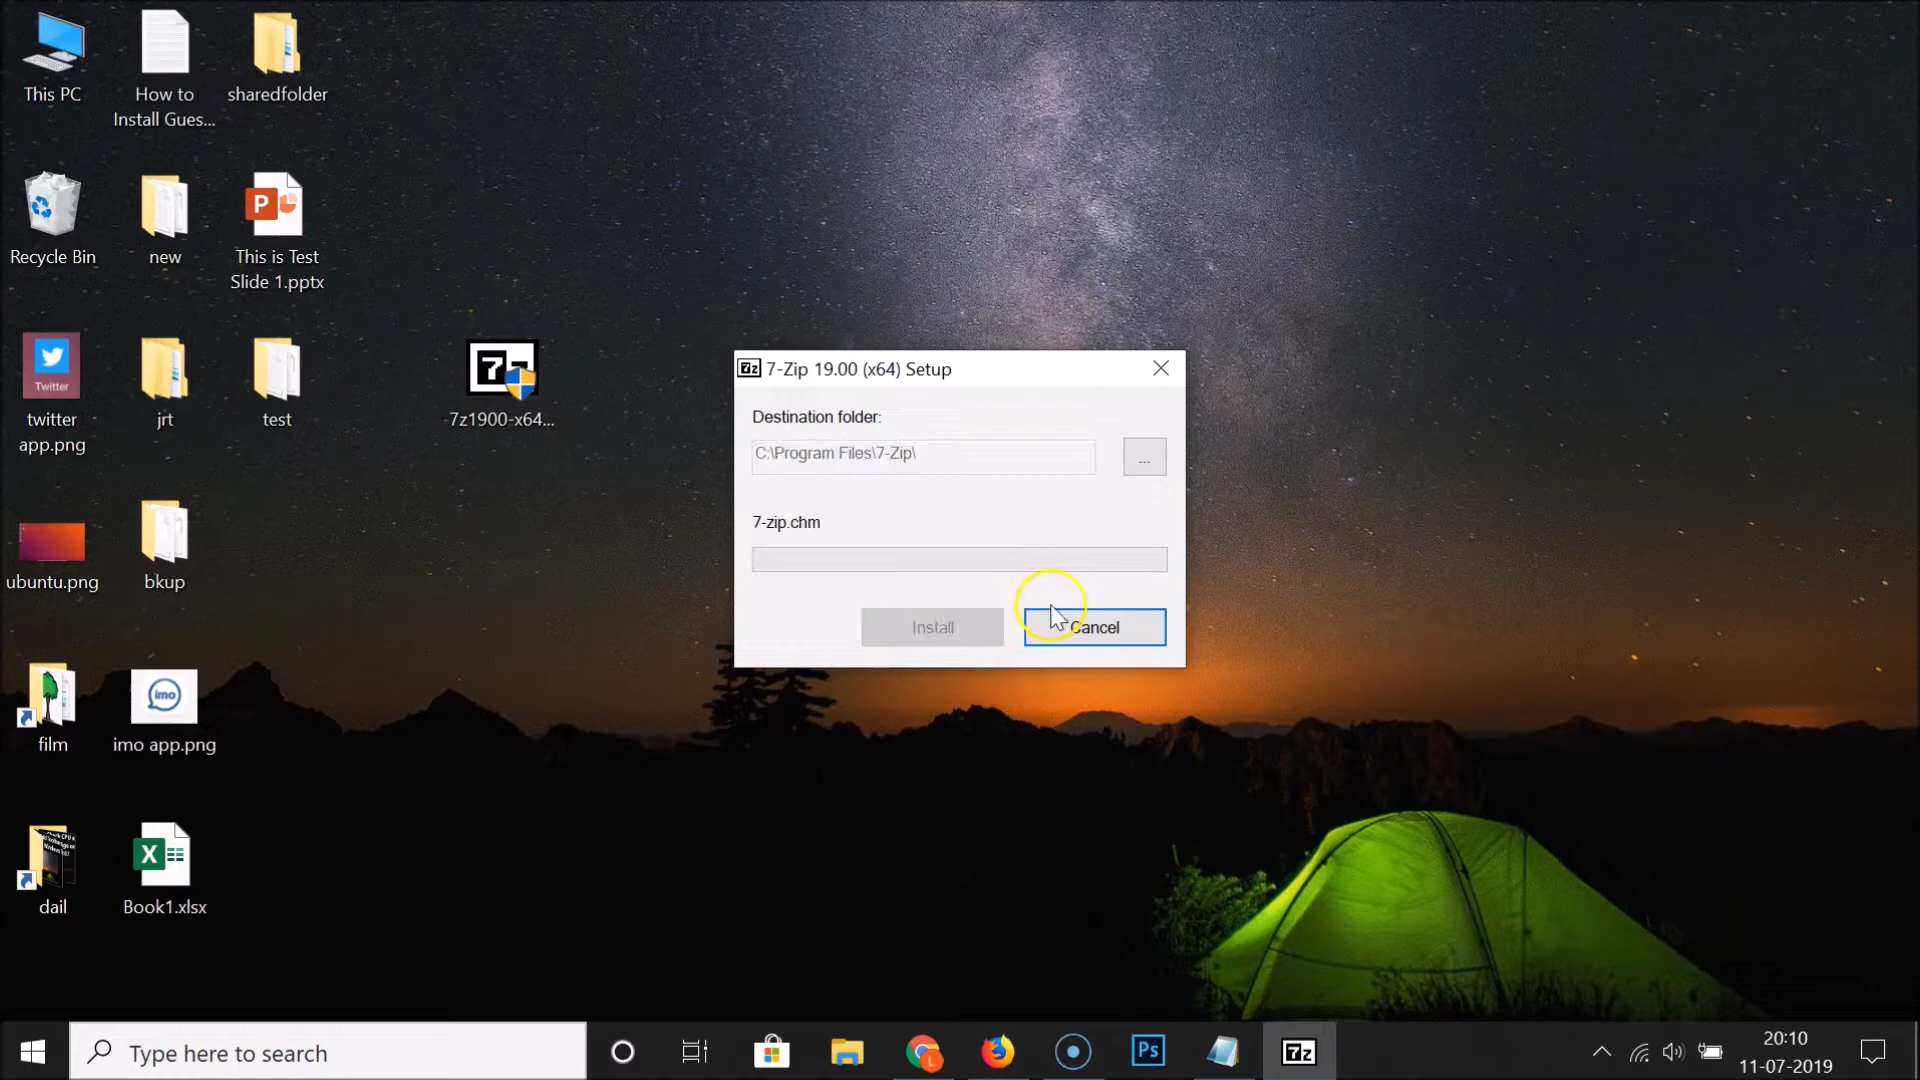 This PC
How to
Install Gues...
sharedfolder
Recycle Bin
new
P
This is Test
Slide 1.pptx
Twitter
twitter
app.png
jrt
test
7z1900-x64...
ubuntu.png
bkup
film
imo
imo app.png
dail
X
Book1.xlsx
7z 7-Zip 19.00 (x64) Setup
Destination folder:
C:\Program Files\7-Zip\
...
7-zip.chm
Install
Cancel
Type here to search
L
Ps
7z
20:10
11-07-2019